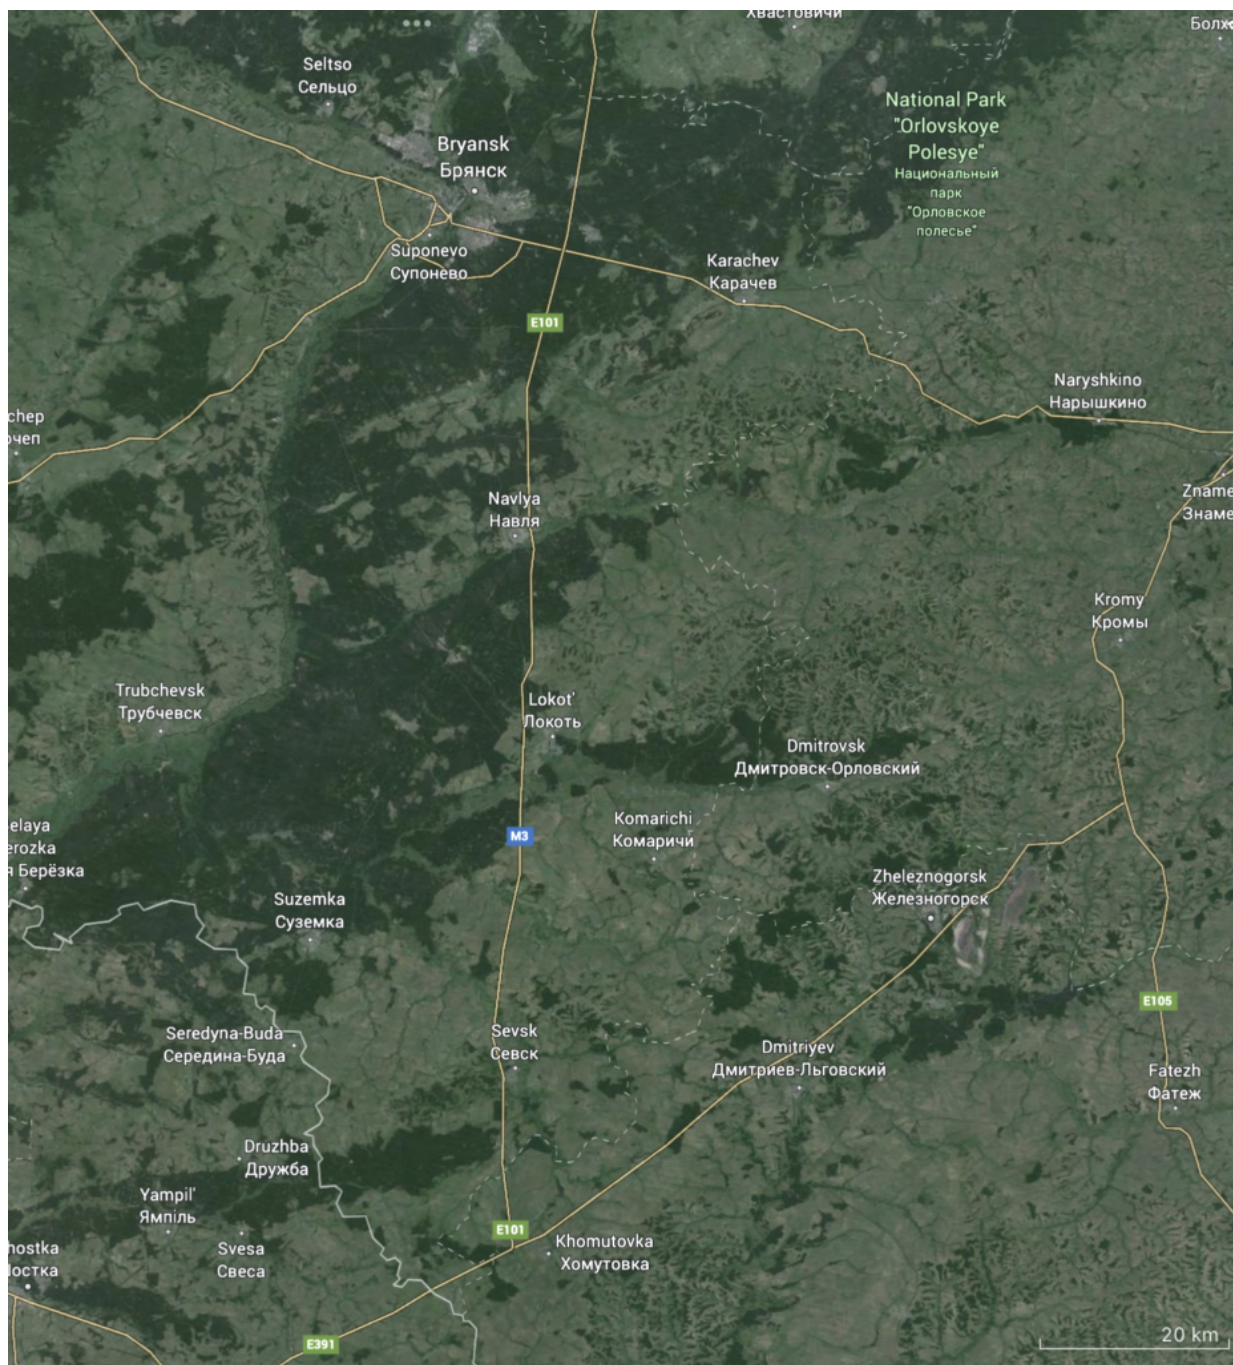 Хвастовичи
Seltso
Сельцо
National Park
"Orlovskoye
Polesye"
Национальный
парк
"Орловское
полесье"
Bryansk
Брянск
Suponevo
Супонево
Karachev
Карачев
E101
Naryshkino
Нарышкино
chep
очеп
Navlya
Навля
Zname
Знаме
Kromy
Кромы
Trubchevsk
Трубчевск
Lokot'
Локоть
Dmitrovsk
Дмитровск-Орловский
elaya
erozka
я Берёзка
M3
Komarichi
Комаричи
Zheleznogorsk
Железногорск
Suzemka
Суземка
E105
Seredyna-Buda
Середина-Буда
Sevsk
Севск
Dmitriyev
Дмитриев-Льговский
Fatezh
Фатеж
Druzhba
Дружба
Yampil'
Ямпіль
Svesa
Свеса
hostka
Шостка
E101
Khomutovka
Хомутовка
E391
20 km